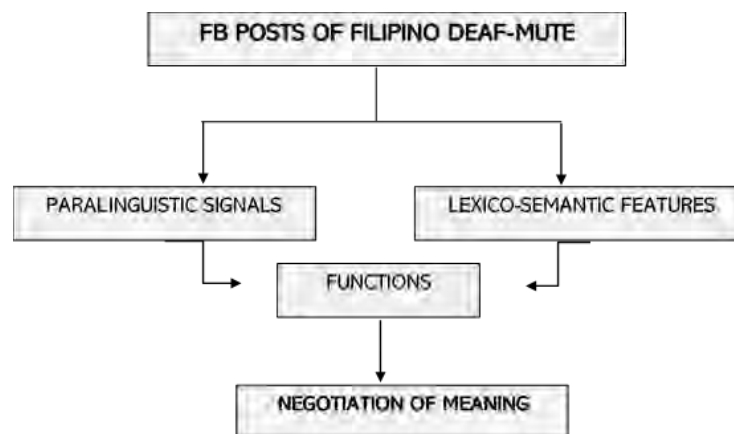 FB POSTS OF FILIPINO DEAF-MUTE
PARALINGUISTIC SIGNALS
LEXICO-SEMANTIC FEATURES
FUNCTIONS
NEGOTIATION OF MEANING